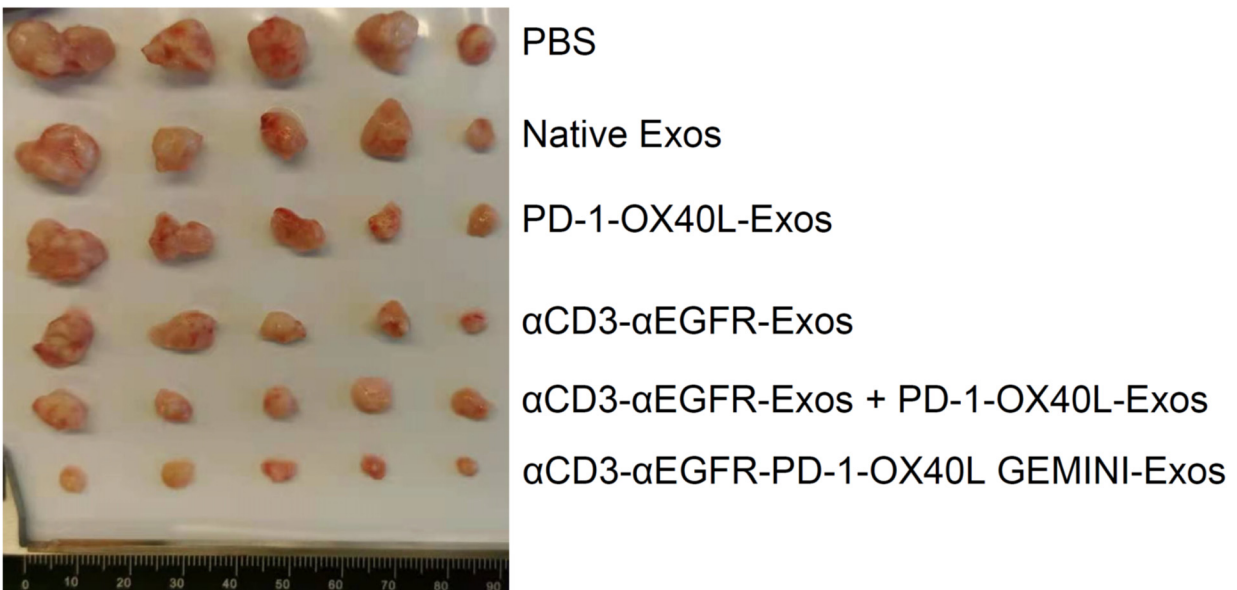 PBS
Native Exos
PD-1-OX40L-Exos
αCD3-αEGFR-Exos
αCD3-αEGFR-Exos + PD-1-OX40L-Exos
αCD3-αEGFR-PD-1-OX40L GEMINI-Exos
0 10 20 30 40 50 60 70 80 90